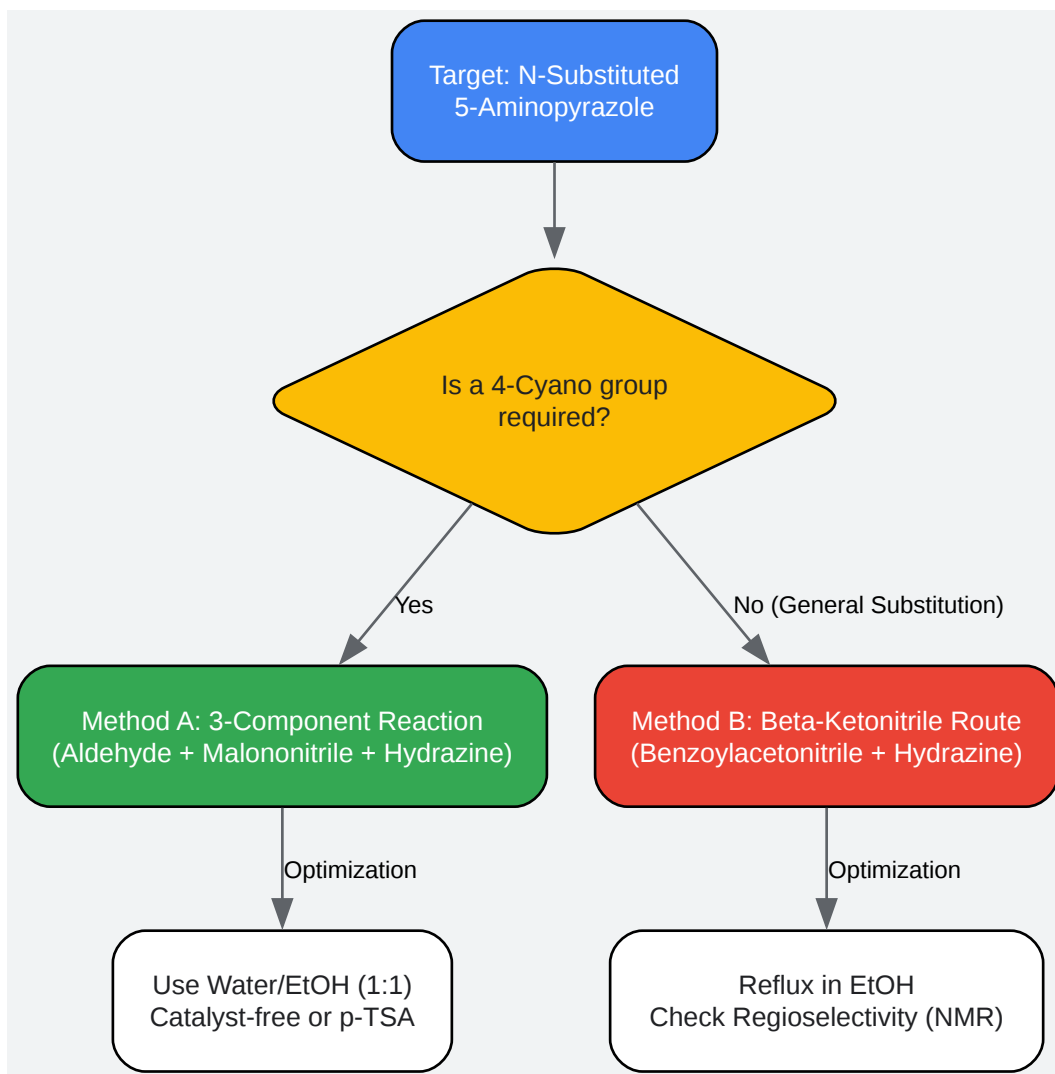 Target: N-Substituted
5-Aminopyrazole
Is a 4-Cyano group
required?
Yes
No (General Substitution)
Method A: 3-Component Reaction
(Aldehyde + Malononitrile + Hydrazine)
Method B: Beta-Ketonitrile Route
(Benzoylacetonitrile + Hydrazine)
Optimization
Optimization
Use Water/EtOH (1:1)
Catalyst-free or p-TSA
Reflux in EtOH
Check Regioselectivity (NMR)